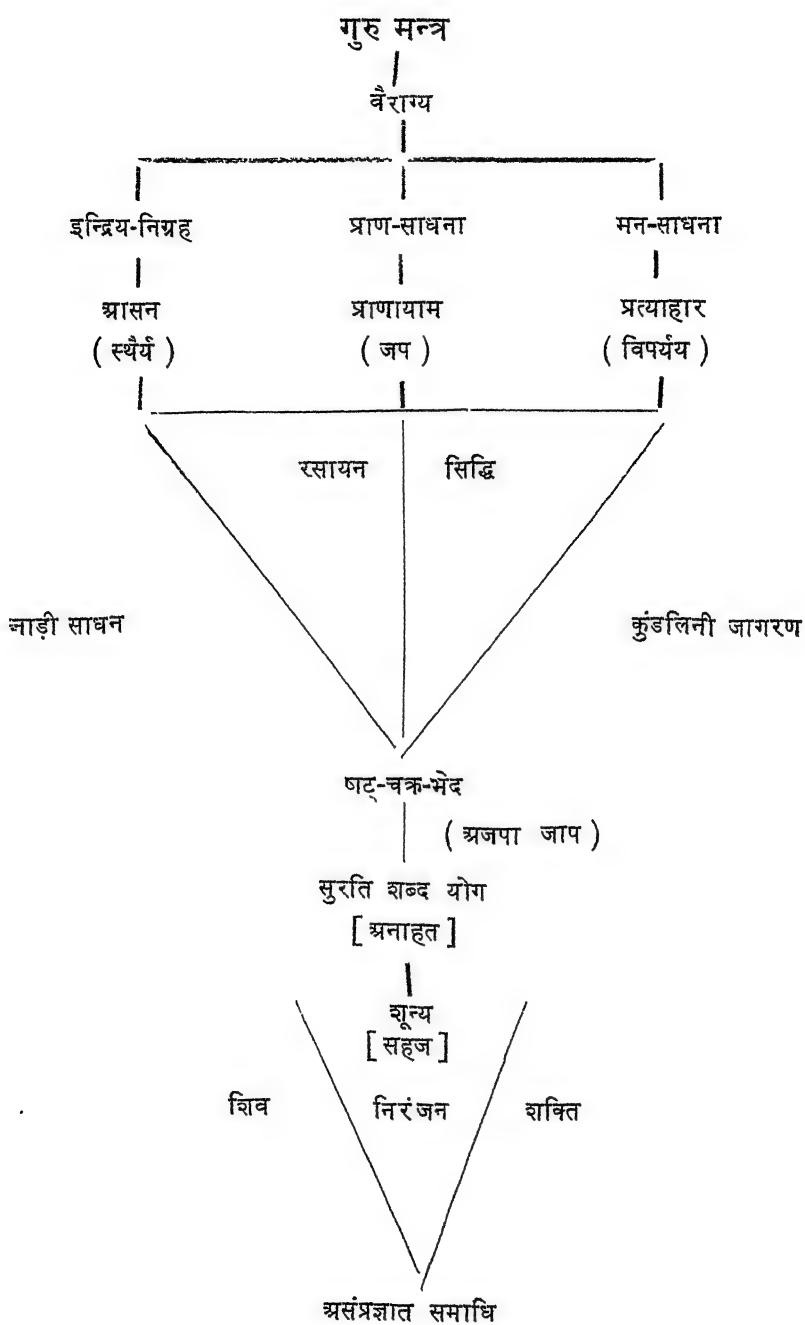 गुरु मन्त्र
वैराग्य
इन्द्रिय-निग्रह प्राण-साधना मन-साधना
आसन प्राणायाम प्रत्याहार
( स्थैर्य ) ( जप ) ( विपर्यय )
रसायन सिद्धि
नाड़ी साधन कुंडलिनी जागरण
षट्-चक्र-भेद
( अजपा जाप )
सुरति शब्द योग
[ अनाहत ]
शून्य
[ सहज ]
शिव निरंजन शक्ति
असंप्रज्ञात समाधि